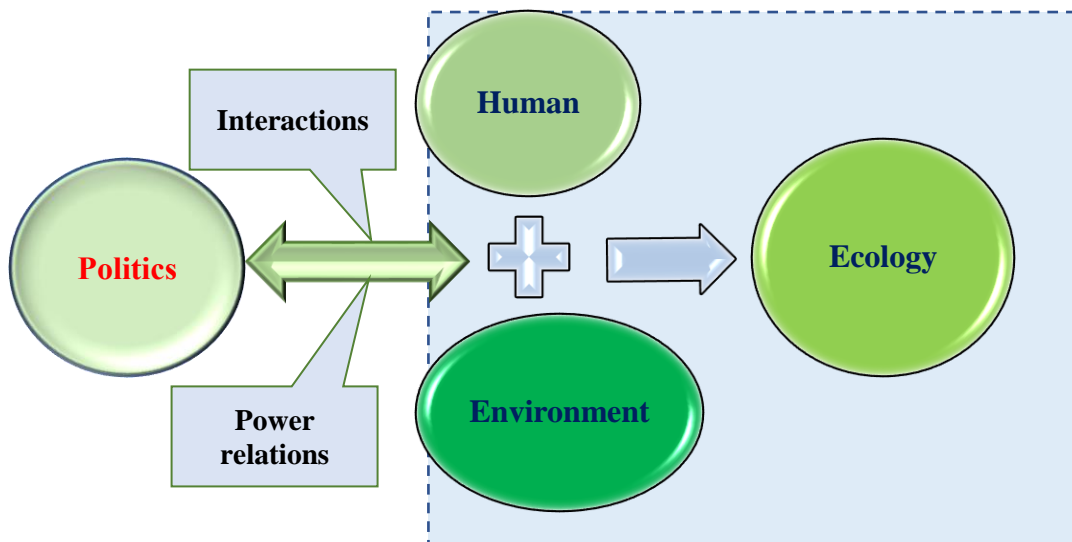 Human
Interactions
Politics
Ecology
Power
relations
Environment